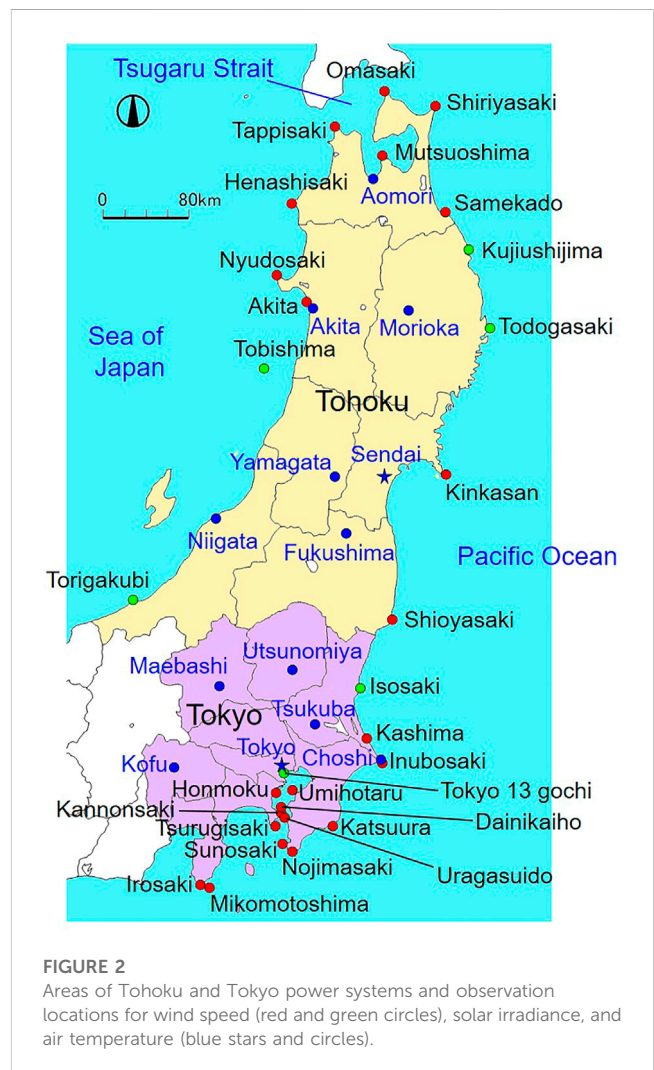 Tsugaru Strait
Omasaki
Shiriyasaki
Tappisaki
Mutsuoshima
Henashisaki
Aomori
Samekado
0 80km
Kujiushijima
Nyudosaki
Akita
Akita
Morioka
Todogasaki
Sea of
Japan
Tobishima
Tohoku
Yamagata
Sendai
Kinkasan
Niigata
Fukushima
Pacific Ocean
Torigakubi
Shioyasaki
Utsunomiya
Maebashi
Isosaki
Tokyo
Tsukuba
Kashima
Tokyo
Choshi
Inubosaki
Kofu
Honmoku
Umihotaru
Tokyo 13 gochi
Kannonsaki
Dainikaiho
Tsurugisaki
Katsuura
Sunosaki
Nojimasaki
Uragasuido
Irosaki
Mikomotoshima
FIGURE 2
Areas of Tohoku and Tokyo power systems and observation
locations for wind speed (red and green circles), solar irradiance, and
air temperature (blue stars and circles).